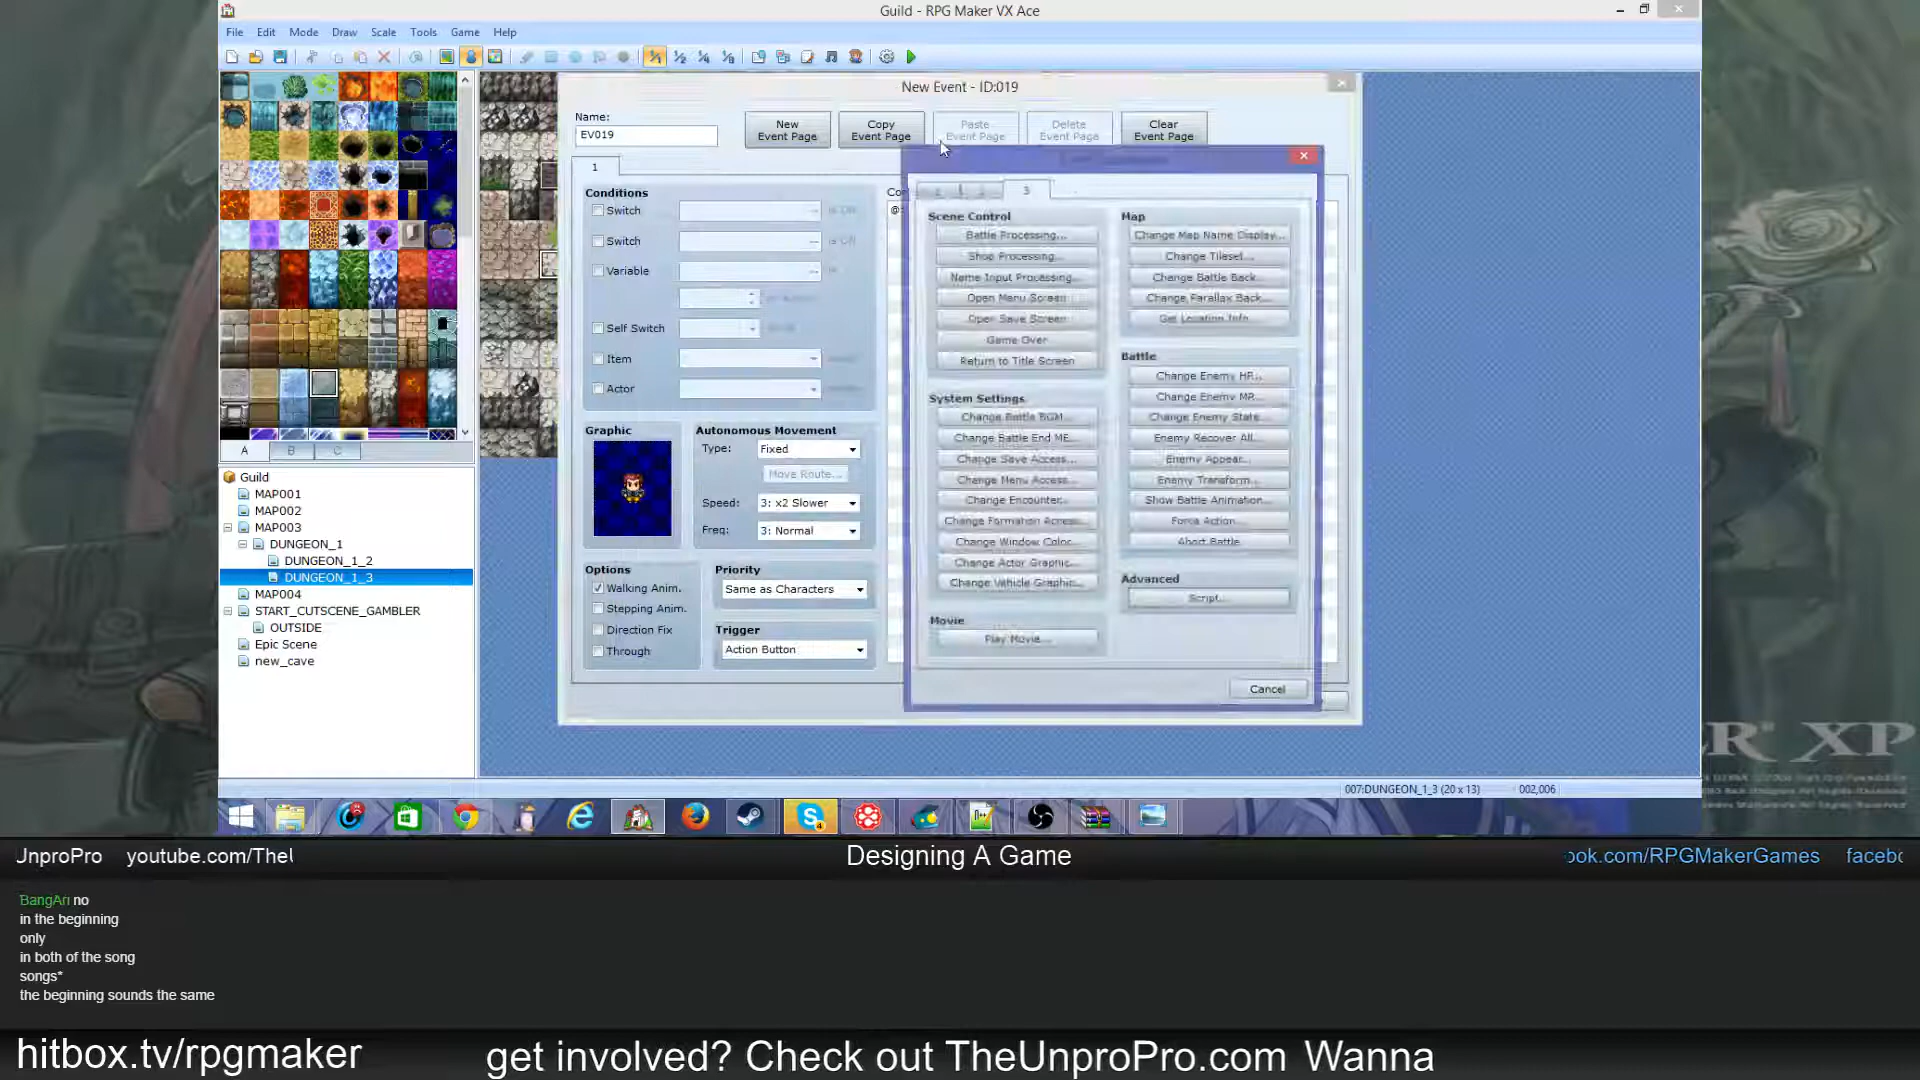 Guild - RPG Maker VX Ace
File Edit Mode Draw Scale Tools Game Help
New Event - ID:019
Name:
EV019
New
Event Page
Copy
Event Page
Paste
Event Page
Delete
Event Page
Clear
Event Page
1
Conditions
Switch
is ON
Switch
is ON
Variable
is
Self Switch
Item
Actor
Graphic
Autonomous Movement
Type: Fixed
Move Route...
Speed: 3: x2 Slower
Freq: 3: Normal
Options
Walking Anim.
Stepping Anim.
Direction Fix
Through
Priority
Same as Characters
Trigger
Action Button
3
Scene Control
Battle Processing...
Shop Processing...
Name Input Processing...
Open Menu Screen
Open Save Screen
Game Over
Return to Title Screen
System Settings
Change Battle BGM...
Change Battle End ME...
Change Save Access...
Change Menu Access...
Change Encounter...
Change Formation Access...
Change Window Color...
Change Actor Graphic...
Change Vehicle Graphic...
Movie
Play Movie...
Map
Change Map Name Display...
Change Tileset...
Change Battle Back...
Change Parallax Back...
Get Location Info...
Battle
Change Enemy HP...
Change Enemy MP...
Change Enemy State...
Enemy Recover All...
Enemy Appear...
Enemy Transform...
Show Battle Animation...
Force Action...
Abort Battle
Advanced
Script...
Cancel
A B C
Guild
MAP001
MAP002
MAP003
DUNGEON_1
DUNGEON_1_2
DUNGEON_1_3
MAP004
START_CUTSCENE_GAMBLER
OUTSIDE
Epic Scene
new_cave
007:DUNGEON_1_3 (20 x 13) 002,006
R XP
JnproPro youtube.com/TheU
Designing A Game
ook.com/RPGMakerGames facebo
BangAri no
in the beginning
only
in both of the song
songs*
the beginning sounds the same
hitbox.tv/rpgmaker
get involved? Check out TheUnproPro.com Wanna